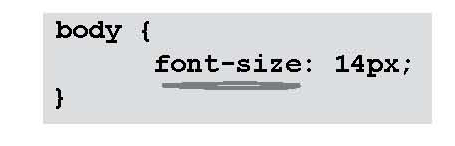 body {
font-size: 14px;
}